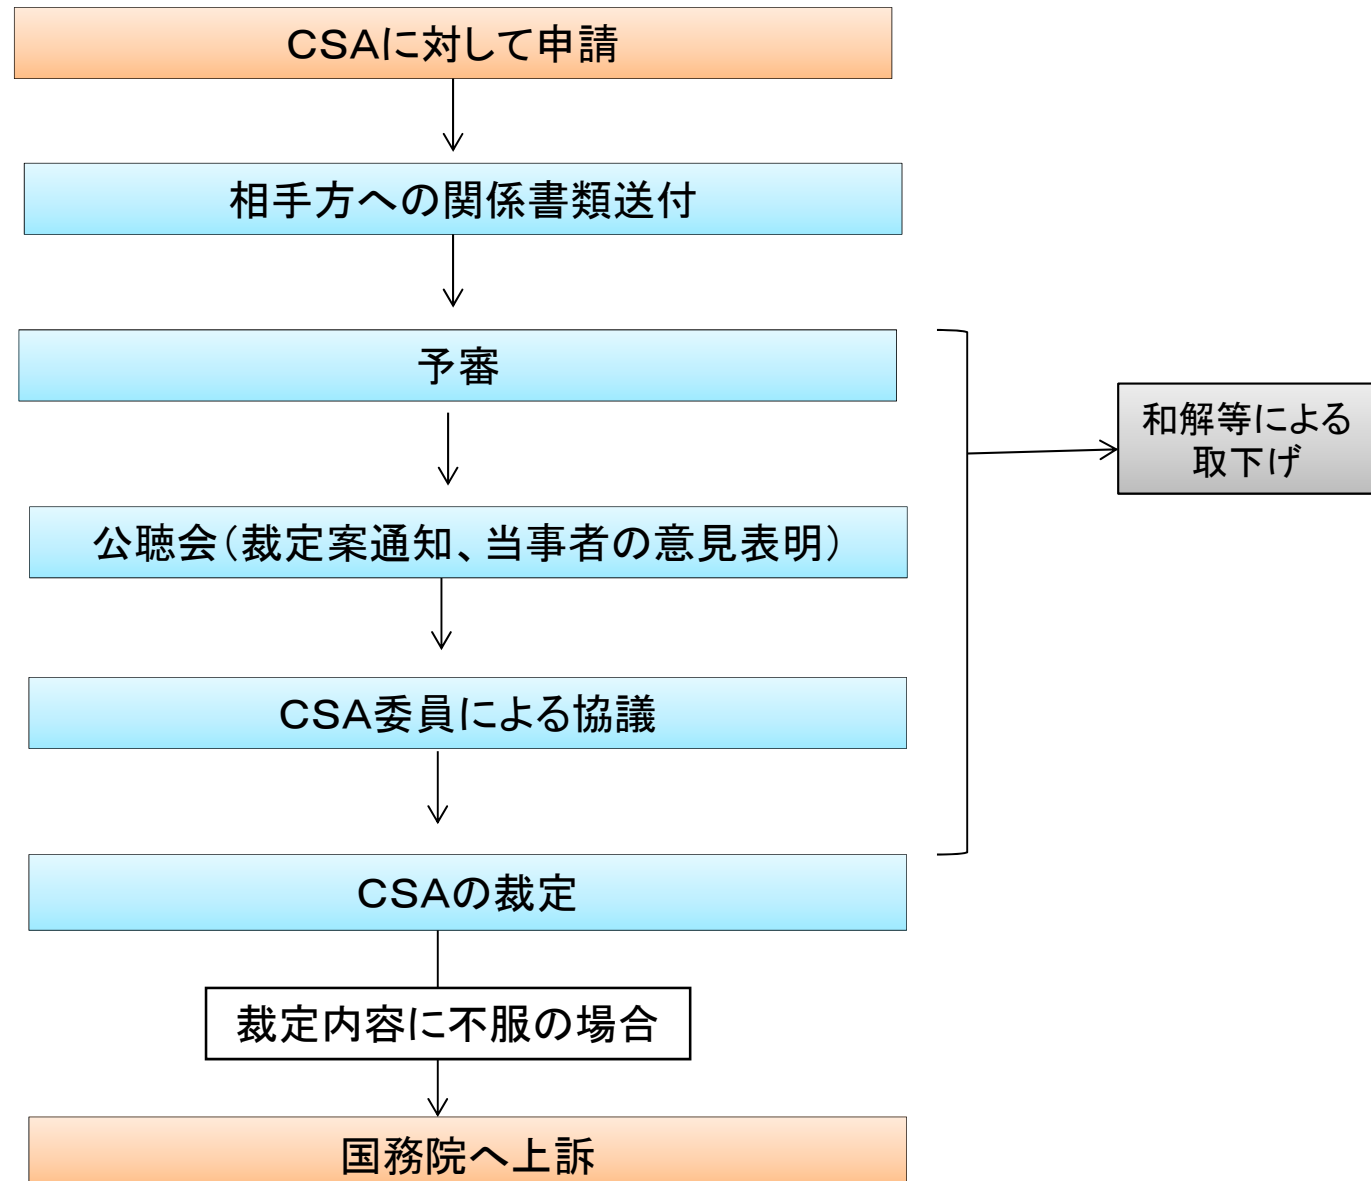 CSAに対して申請
相手方への関係書類送付
予審
和解等による
取下げ
公聴会(裁定案通知、当事者の意見表明)
CSA委員による協議
CSAの裁定
裁定内容に不服の場合
国務院へ上訴